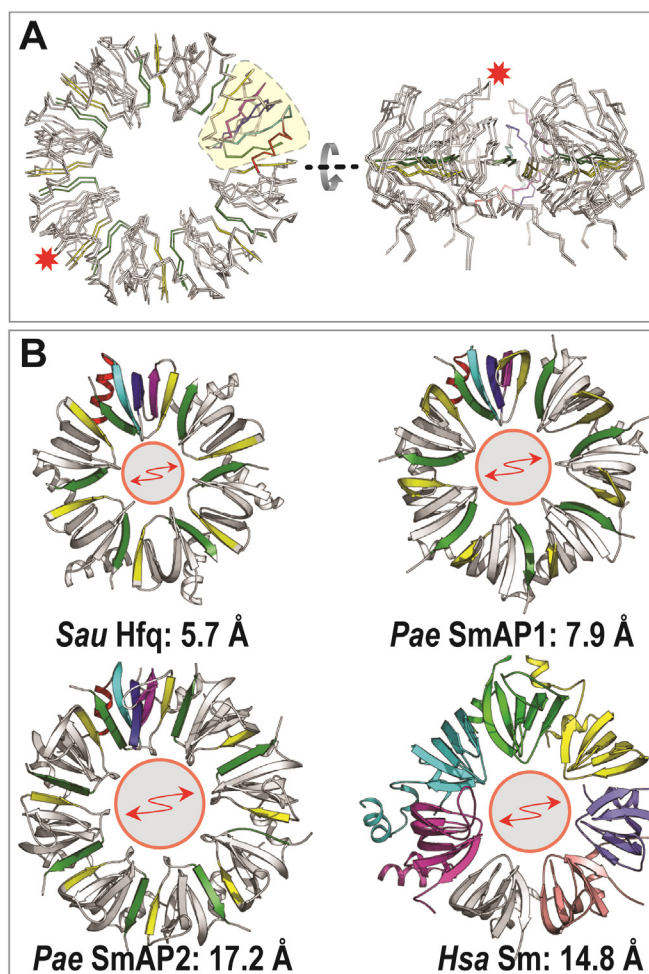 A
B
Sau Hfq: 5.7 Å
Pae SmAP1: 7.9 Å
Pae SmAP2: 17.2 Å
Hsa Sm: 14.8 Å